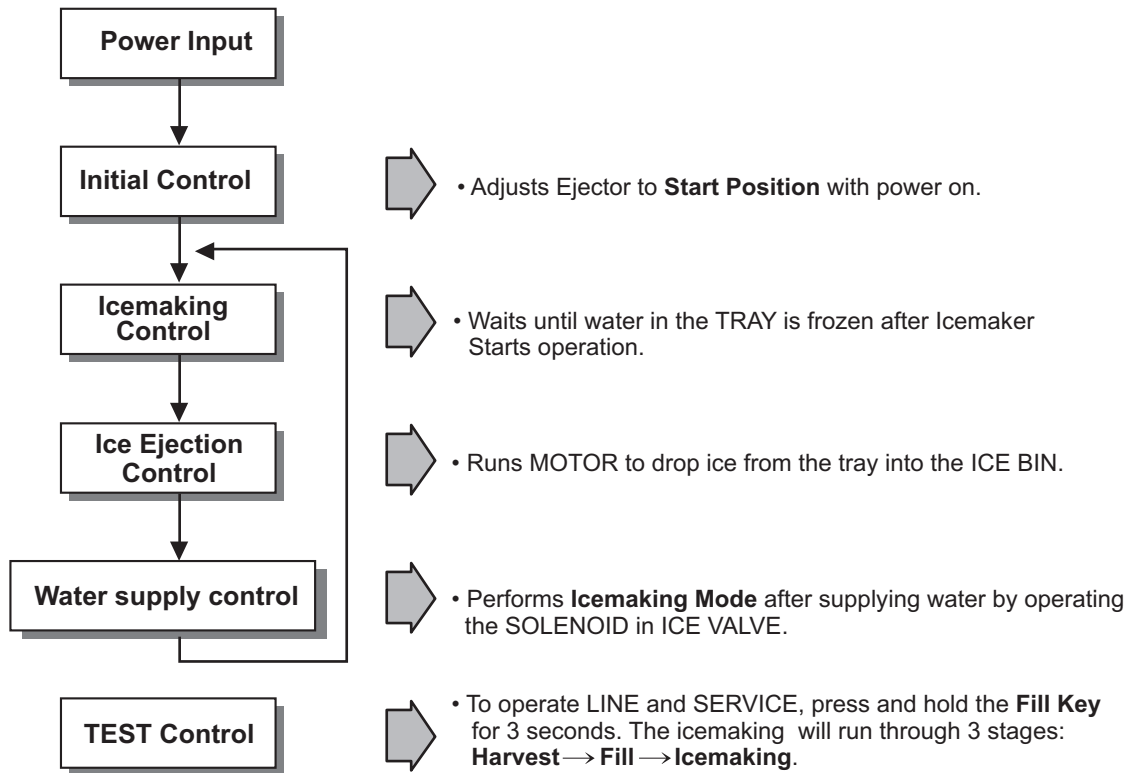 Power Input
Initial Control
• Adjusts Ejector to Start Position with power on.
Icemaking
Control
• Waits until water in the TRAY is frozen after Icemaker
Starts operation.
Ice Ejection
Control
• Runs MOTOR to drop ice from the tray into the ICE BIN.
Water supply control
• Performs Icemaking Mode after supplying water by operating
the SOLENOID in ICE VALVE.
TEST Control
• To operate LINE and SERVICE, press and hold the Fill Key
for 3 seconds. The icemaking will run through 3 stages:
Harvest → Fill → Icemaking.